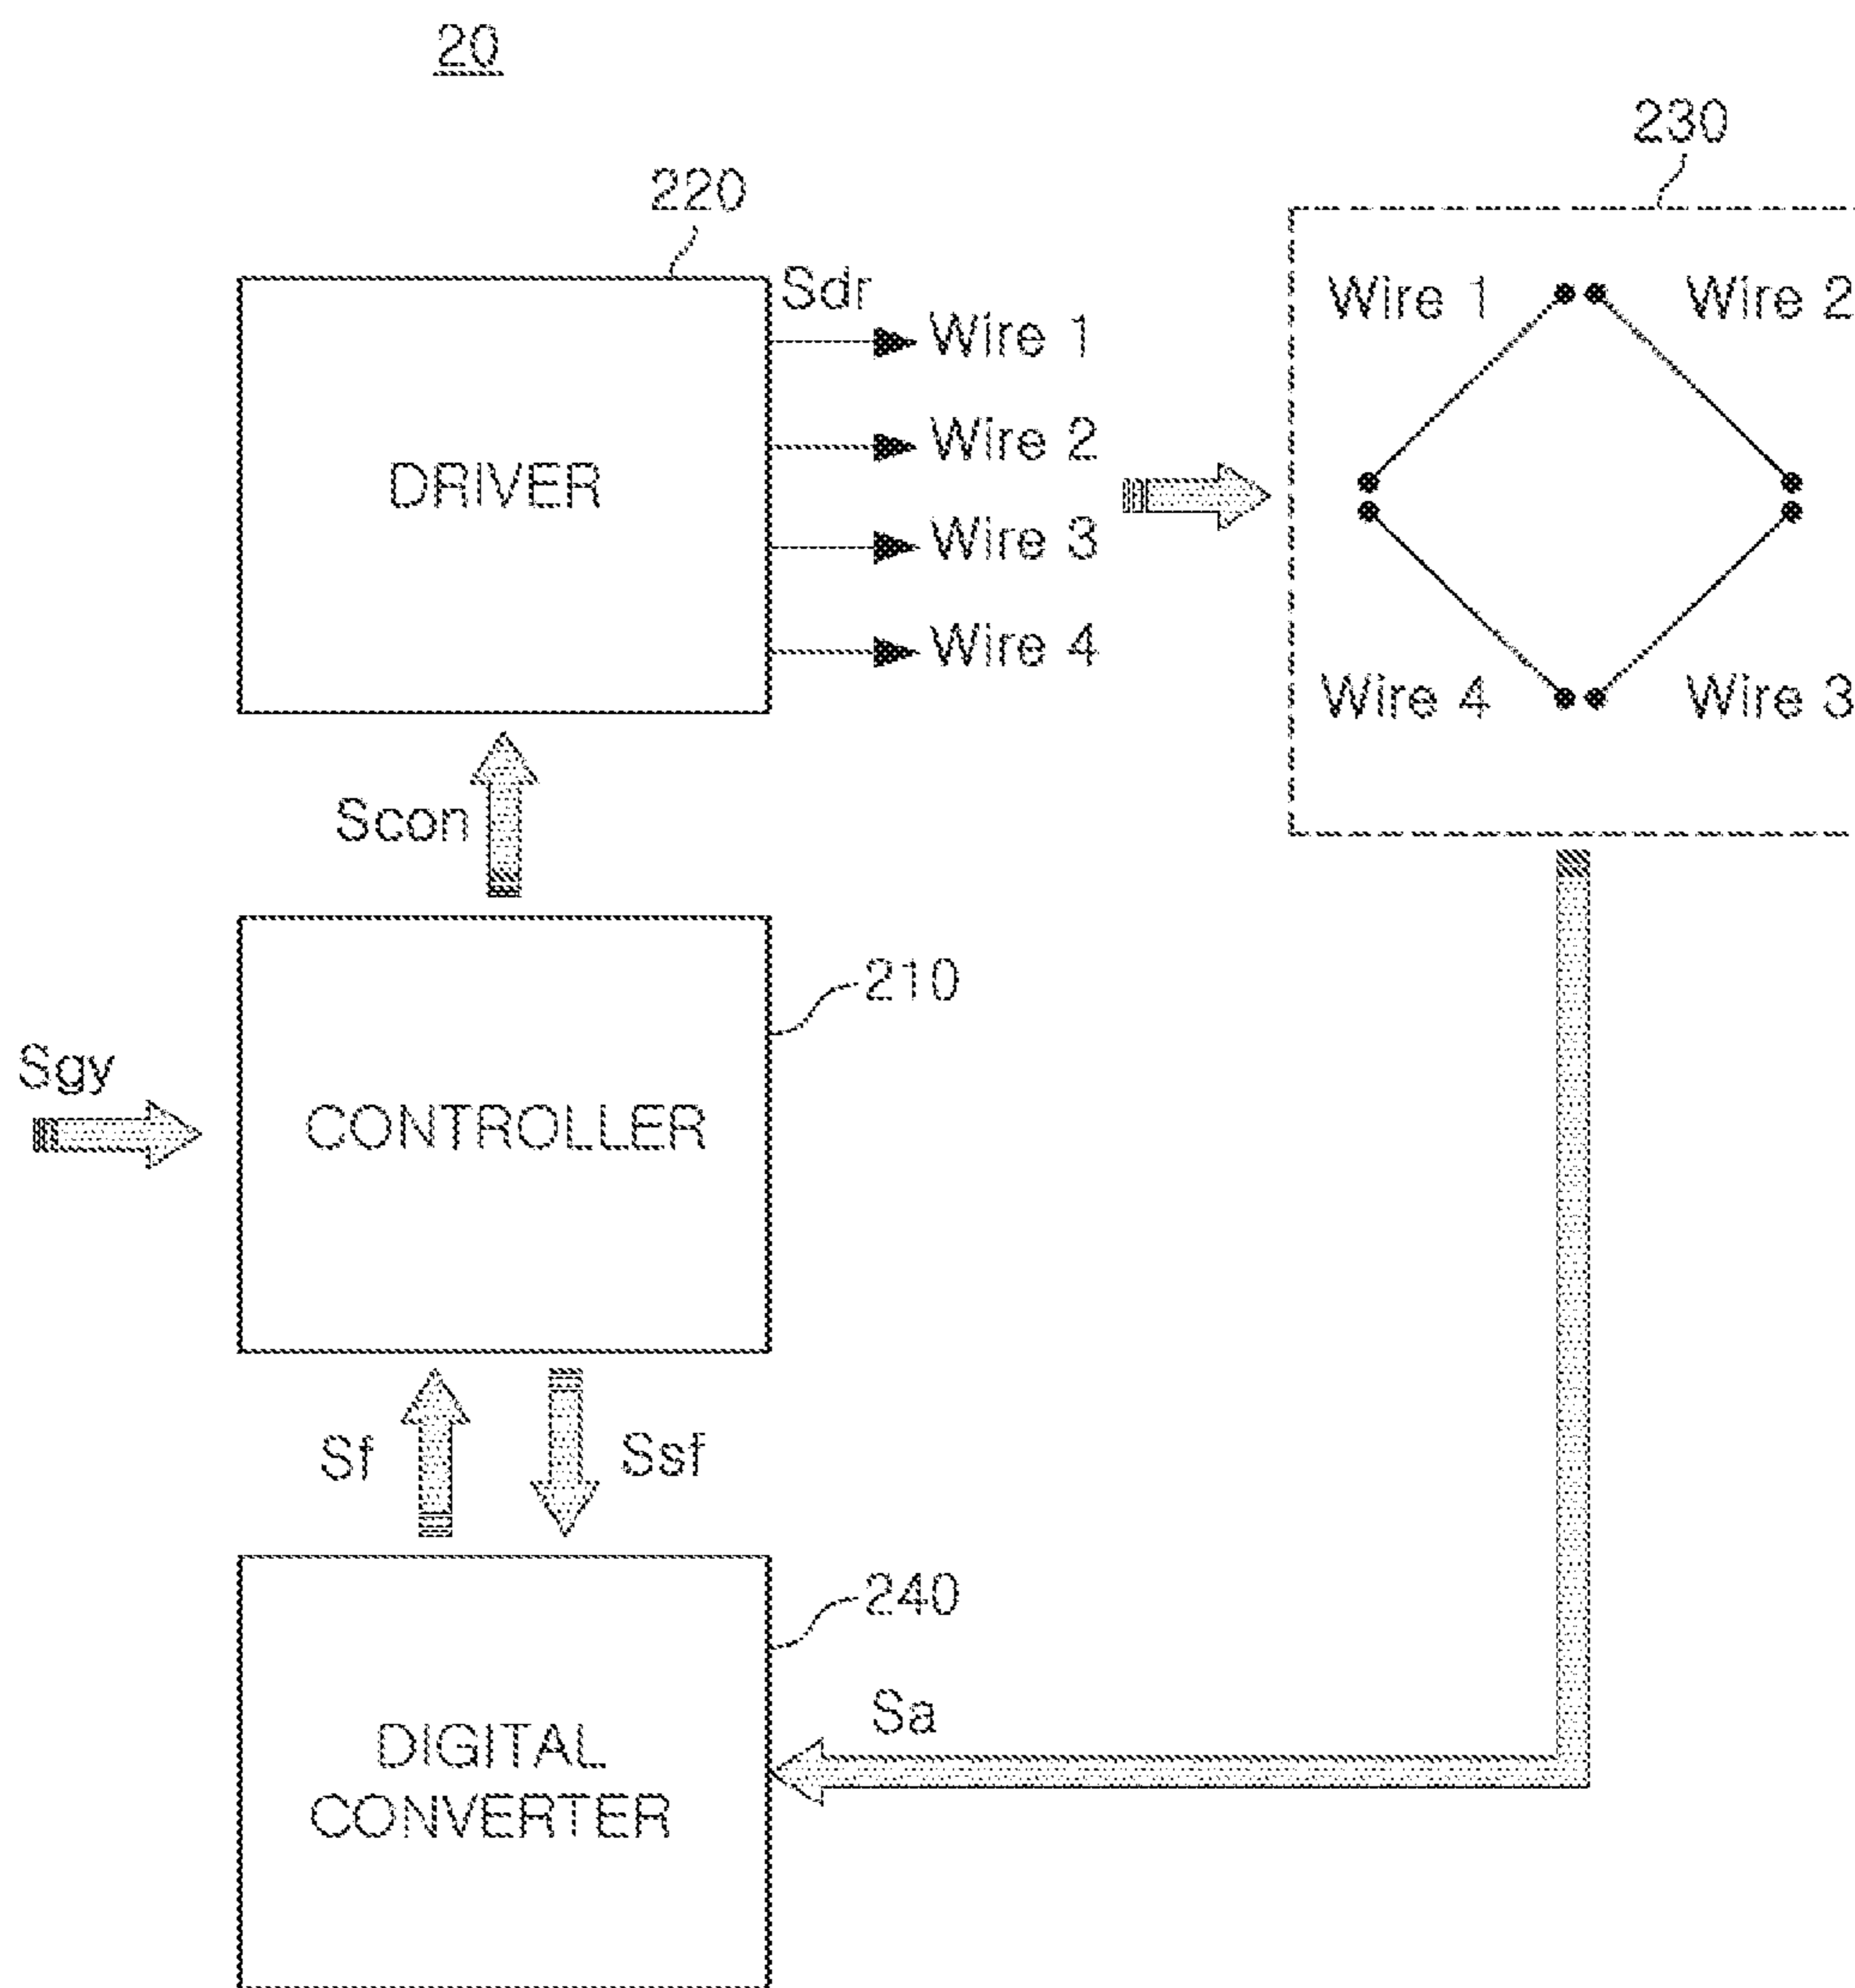 20
230
220
Sdr
Wire 1
Wire 2
Wire 3
Wire 4
DRIVER
Wire 1
Wire 2
Wire 4
Wire 3
Scon
210
Sgy
CONTROLLER
Sf
Ssf
240
Sa
DIGITAL
CONVERTER